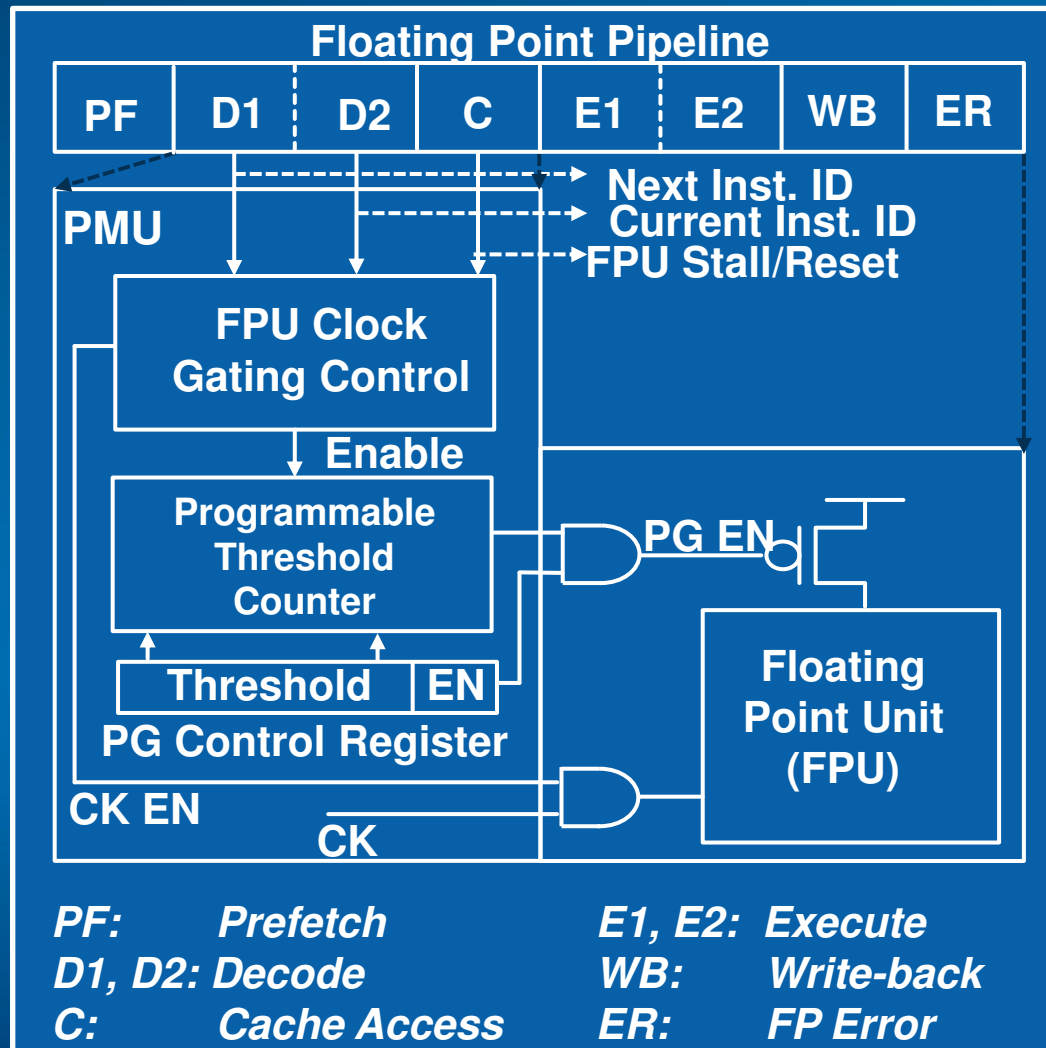 Floating Point Pipeline
PF D1 D2 C E1 E2 WB ER
Next Inst. ID
Current Inst. ID
FPU Stall/Reset
PMU
FPU Clock
Gating Control
Enable
Programmable
Threshold
Counter
PG EN
Threshold EN
PG Control Register
Floating
Point Unit
(FPU)
CK EN
CK
PF: Prefetch
D1, D2: Decode
C: Cache Access
E1, E2: Execute
WB: Write-back
ER: FP Error